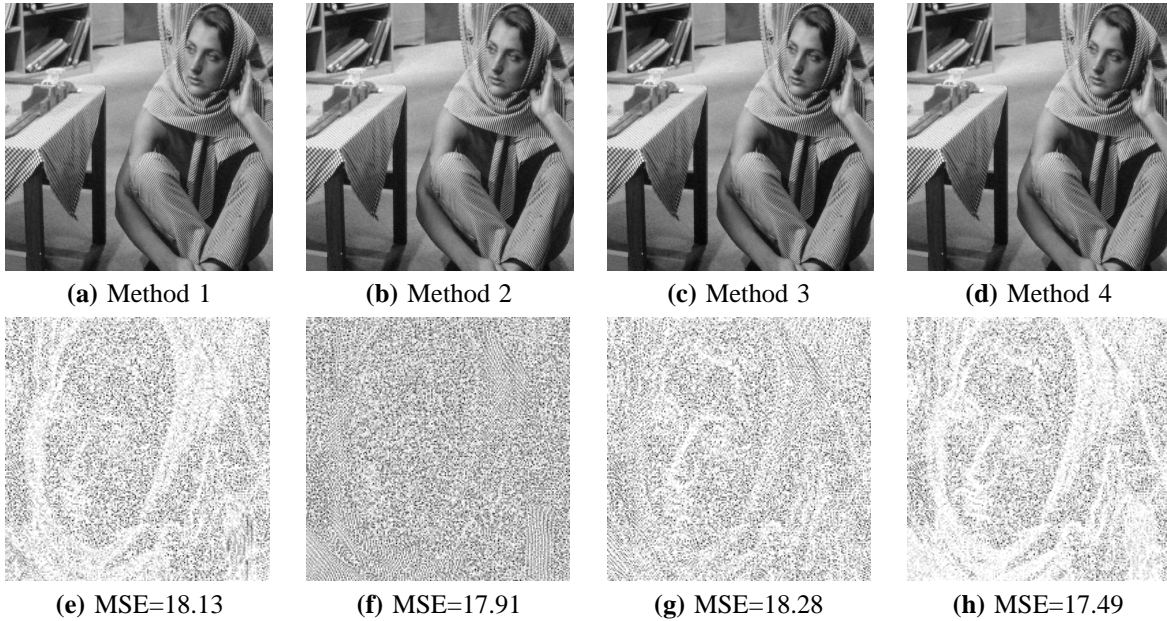 (a) Method 1
(b) Method 2
(c) Method 3
(d) Method 4
(e) MSE=18.13
(f) MSE=17.91
(g) MSE=18.28
(h) MSE=17.49